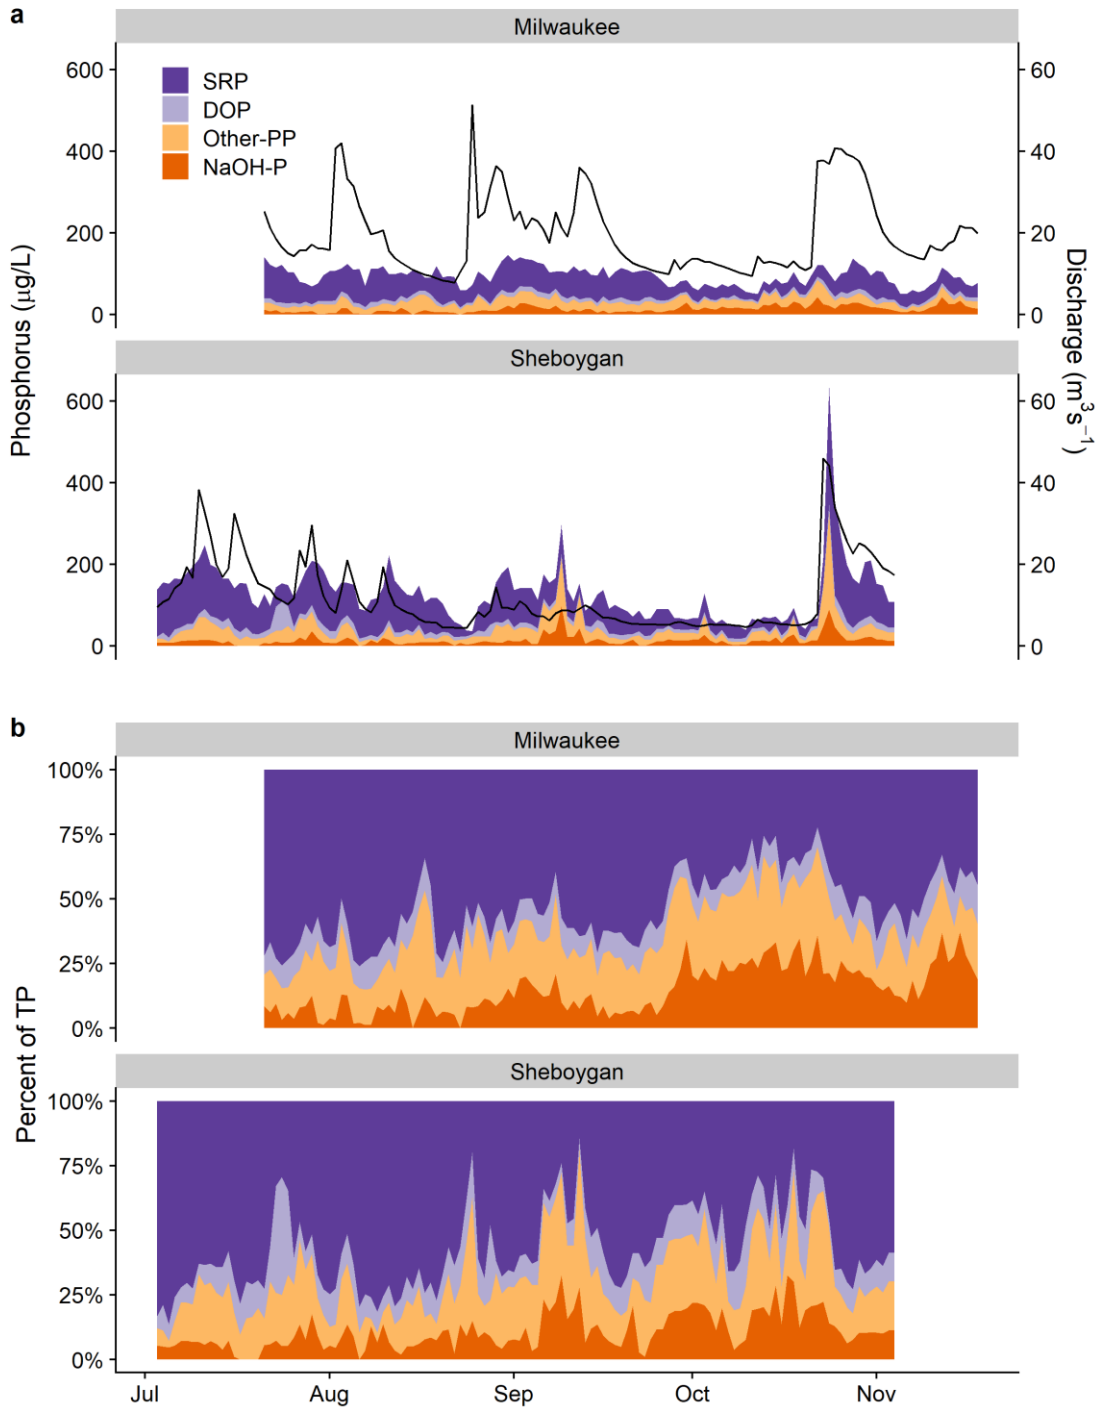 a
Milwaukee
600
400
200
0
60
40
20
0
SRP
DOP
Other-PP
NaOH-P
Phosphorus (µg/L)
Discharge (m³ s⁻¹)
Sheboygan
600
400
200
0
60
40
20
0
b
Milwaukee
100%
75%
50%
25%
0%
Percent of TP
Sheboygan
100%
75%
50%
25%
0%
Jul Aug Sep Oct Nov